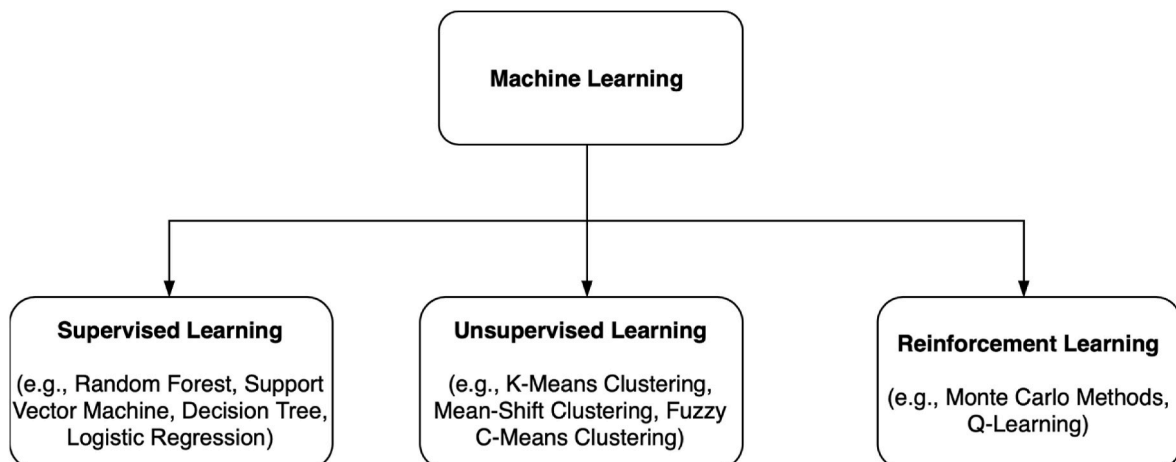 Machine Learning
Supervised Learning
(e.g., Random Forest, Support
Vector Machine, Decision Tree,
Logistic Regression)
Unsupervised Learning
(e.g., K-Means Clustering,
Mean-Shift Clustering, Fuzzy
C-Means Clustering)
Reinforcement Learning
(e.g., Monte Carlo Methods,
Q-Learning)